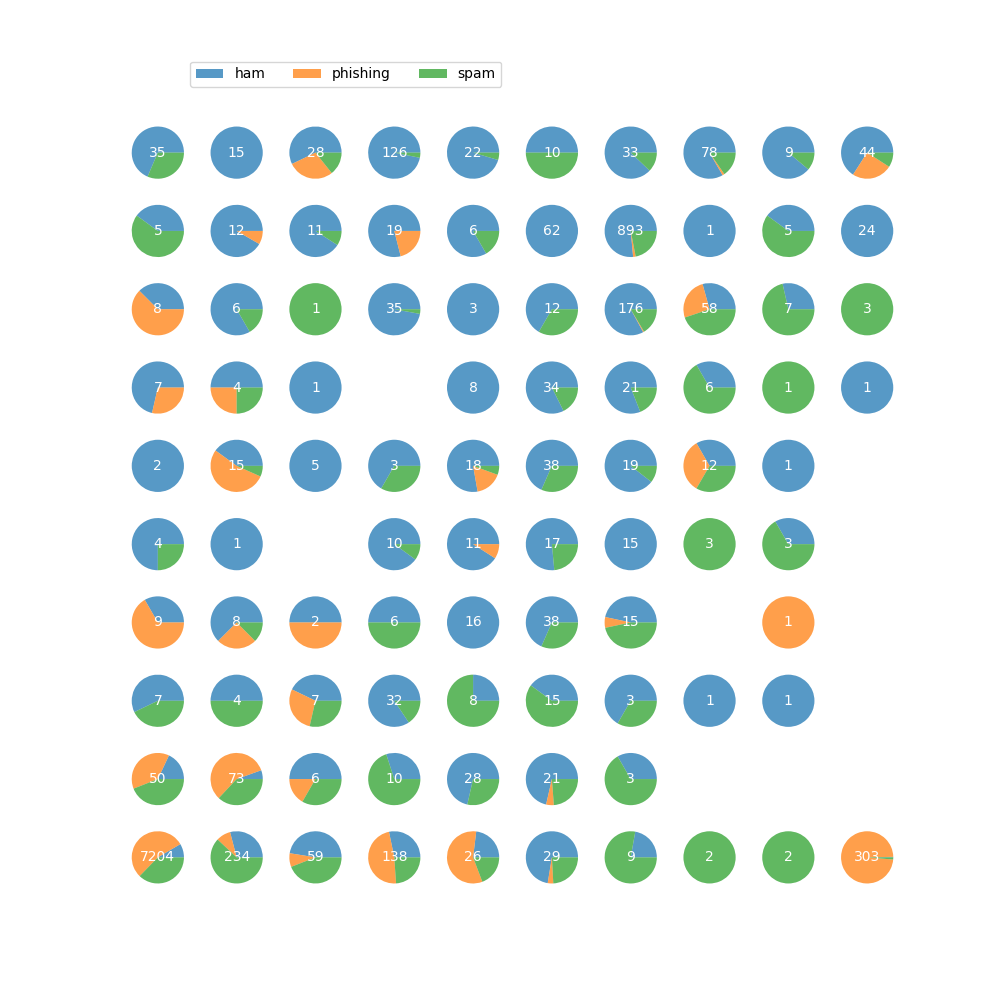 ham phishing spam
35 15 28 126 22 10 33 78 9 44
5 12 11 19 6 62 893 1 5 24
8 6 1 35 3 12 176 58 7 3
7 4 1 8 34 21 6 1 1
2 15 5 3 18 38 19 12 1
4 1 10 11 17 15 3 3
9 8 2 6 16 38 15 1
7 4 7 32 8 15 3 1 1
50 73 6 10 28 21 3
7204 234 59 138 26 29 9 2 2 303